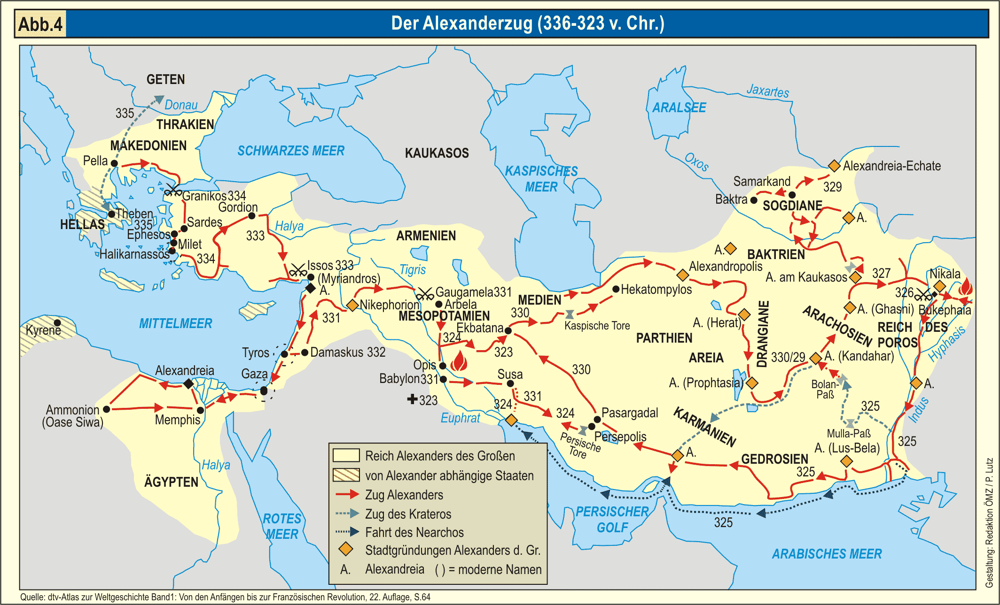 Abb.4
Der Alexanderzug (336-323 v. Chr.)
GETEN
Donau
335
THRAKIEN
MAKEDONIEN
Pella
SCHWARZES MEER
KAUKASOS
KASPISCHES
MEER
ARALSEE
Jaxartes
Oxos
Alexandreia-Echate
Samarkand
329
Baktra
SOGDIANE
A.
Granikos 334
Gordion
Theben
335
HELLAS
Sardes
Ephesos
Milet
Halikarnassos
334
333
Halya
ARMENIEN
Issos 333
(Myriandros)
A.
Tigris
Gaugamela 331
Arbela
Nikephorion
MESOPOTAMIEN
331
MEDIEN
330
Ekbatana
Kaspische Tore
Hekatompylos
A.
BAKTRIEN
Alexandropolis
A. am Kaukasos
327
Nikala
326
Bukephala
A. (Ghasni)
A. (Herat)
DRANGIANE
ARACHOSIEN
REICH DES
POROS
Hyphasis
PARTHIEN
AREIA
330/29
A. (Kandahar)
A. (Prophtasia)
Bolan-
Paß
A.
Indus
325
Mulla-Paß
A. (Lus-Bela)
325
MITTELMEER
Kyrene
Tyros
Damaskus 332
Alexandreia
Gaza
Ammonion
(Oase Siwa)
Memphis
Halya
ÄGYPTEN
ROTES
MEER
324
323
Opis
Babylon 331
323
Susa
331
324
Euphrat
330
324
Pasargadal
Persepolis
Persische
Tore
KARMANIEN
A.
GEDROSIEN
325
325
PERSISCHER
GOLF
ARABISCHES MEER
Reich Alexanders des Großen
von Alexander abhängige Staaten
Zug Alexanders
Zug des Krateros
Fahrt des Nearchos
Stadtgründungen Alexanders d. Gr.
A. Alexandreia ( ) = moderne Namen
Quelle: dtv-Atlas zur Weltgeschichte Band1: Von den Anfängen bis zur Französischen Revolution, 22. Auflage, S.64
Gestaltung: Redaktion ÖMZ / P. Lutz